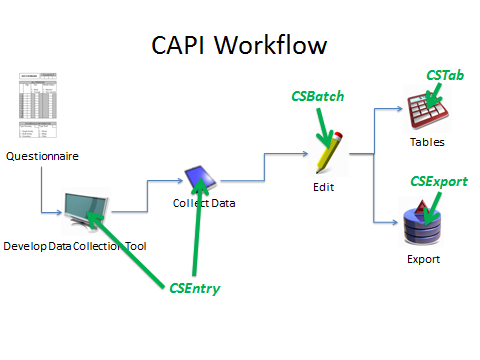 CAPI Workflow
CSTab
CSBatch
Tables
Questionnaire
CSExport
Edit
Collect Data
Develop Data Collection Tool
Export
CSEntry